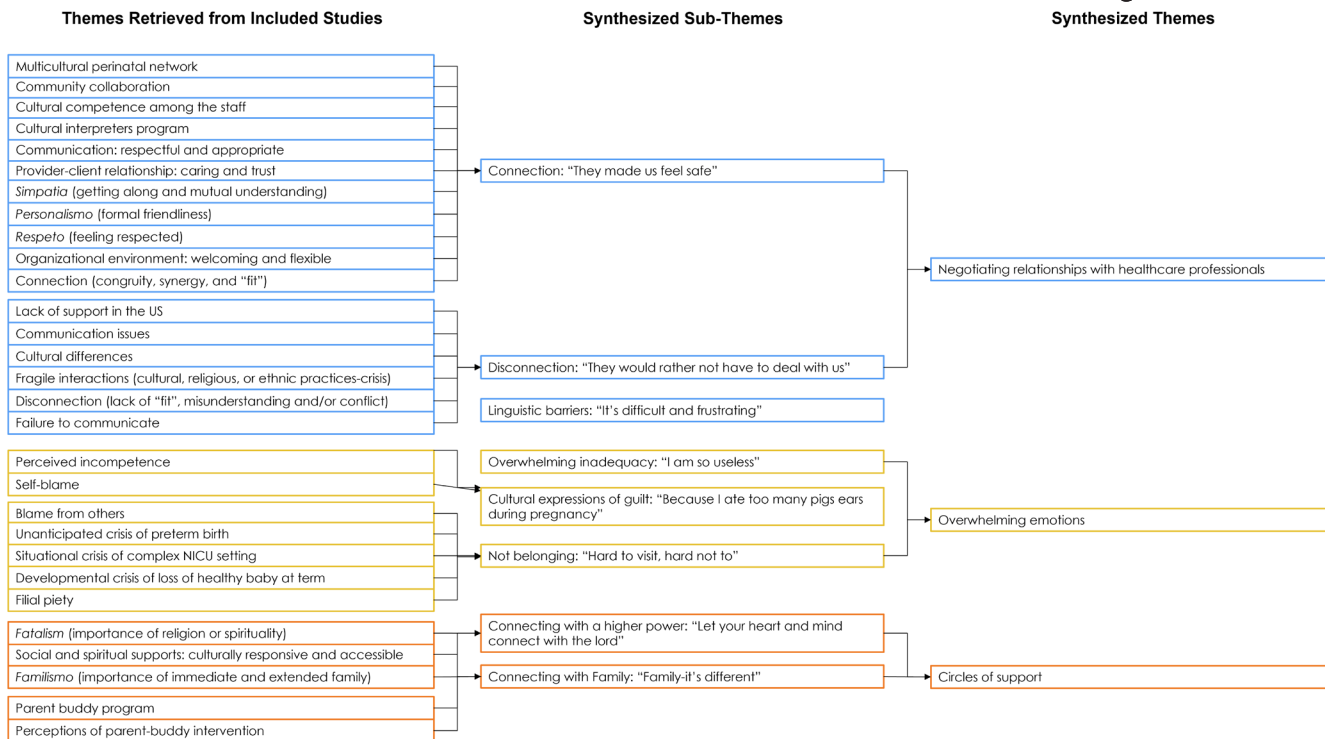 Themes Retrieved from Included Studies
Synthesized Sub-Themes
Synthesized Themes
Multicultural perinatal network
Community collaboration
Cultural competence among the staff
Cultural interpreters program
Communication: respectful and appropriate
Provider-client relationship: caring and trust
Simpatia (getting along and mutual understanding)
Personalismo (formal friendliness)
Respeto (feeling respected)
Organizational environment: welcoming and flexible
Connection (congruity, synergy, and “fit”)
Lack of support in the US
Communication issues
Cultural differences
Fragile interactions (cultural, religious, or ethnic practices-crisis)
Disconnection (lack of “fit”, misunderstanding and/or conflict)
Failure to communicate
Perceived incompetence
Self-blame
Blame from others
Unanticipated crisis of preterm birth
Situational crisis of complex NICU setting
Developmental crisis of loss of healthy baby at term
Filial piety
Fatalism (importance of religion or spirituality)
Social and spiritual supports: culturally responsive and accessible
Familismo (importance of immediate and extended family)
Parent buddy program
Perceptions of parent-buddy intervention
Connection: “They made us feel safe”
Disconnection: “They would rather not have to deal with us”
Linguistic barriers: “It’s difficult and frustrating”
Overwhelming inadequacy: “I am so useless”
Cultural expressions of guilt: “Because I ate too many pigs ears
during pregnancy”
Not belonging: “Hard to visit, hard not to”
Connecting with a higher power: “Let your heart and mind
connect with the lord”
Connecting with Family: “Family-it’s different”
Negotiating relationships with healthcare professionals
Overwhelming emotions
Circles of support